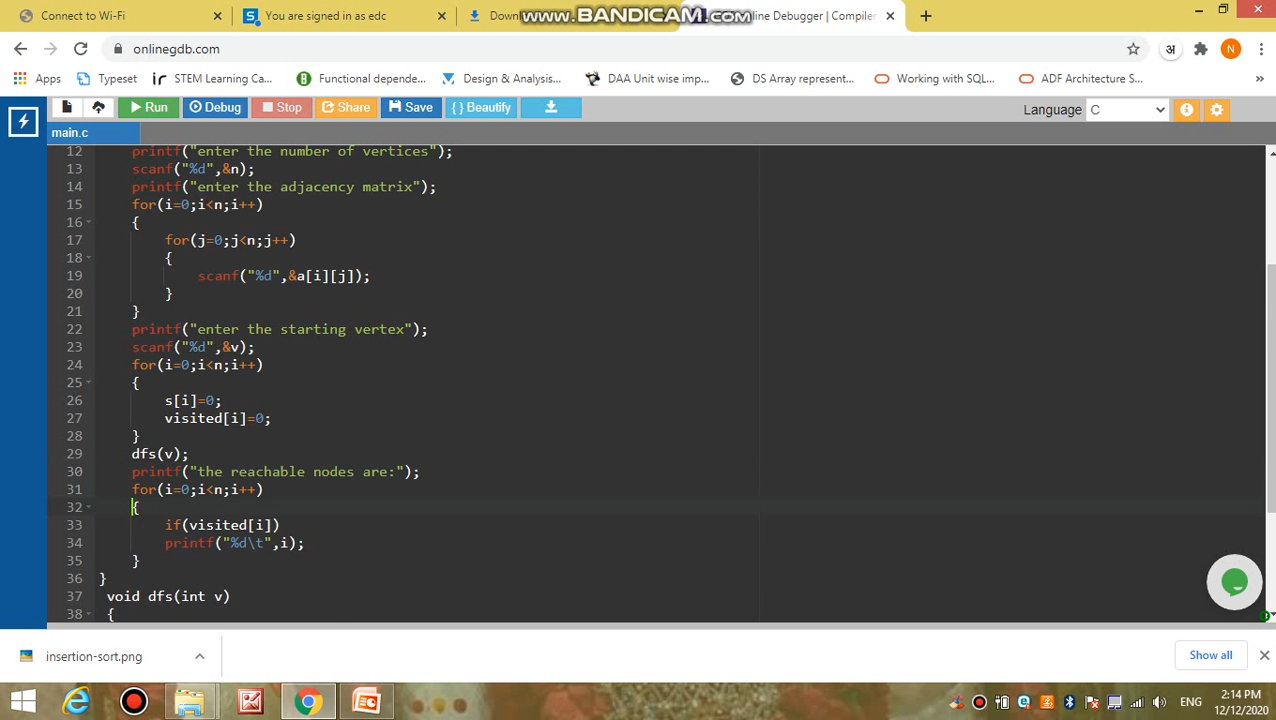 Connect to Wi-Fi
You are signed in as edc
Downl
www.BANDICAM.com
line Debugger | Compiler
onlinegdb.com
अ
N
Apps
Typeset
STEM Learning Ca...
Functional depende...
Design & Analysis...
DAA Unit wise imp...
DS Array represent...
Working with SQL...
ADF Architecture S...
»
Run
Debug
Stop
Share
Save
{ } Beautify
Language
C
main.c
12 printf("enter the number of vertices");
13 scanf("%d",&n);
14 printf("enter the adjacency matrix");
15 for(i=0;i<n;i++)
16 {
17 for(j=0;j<n;j++)
18 {
19 scanf("%d",&a[i][j]);
20 }
21 }
22 printf("enter the starting vertex");
23 scanf("%d",&v);
24 for(i=0;i<n;i++)
25 {
26 s[i]=0;
27 visited[i]=0;
28 }
29 dfs(v);
30 printf("the reachable nodes are:");
31 for(i=0;i<n;i++)
32 {
33 if(visited[i])
34 printf("%d\t",i);
35 }
36 }
37 void dfs(int v)
38 {
insertion-sort.png
Show all
ENG
2:14 PM
12/12/2020